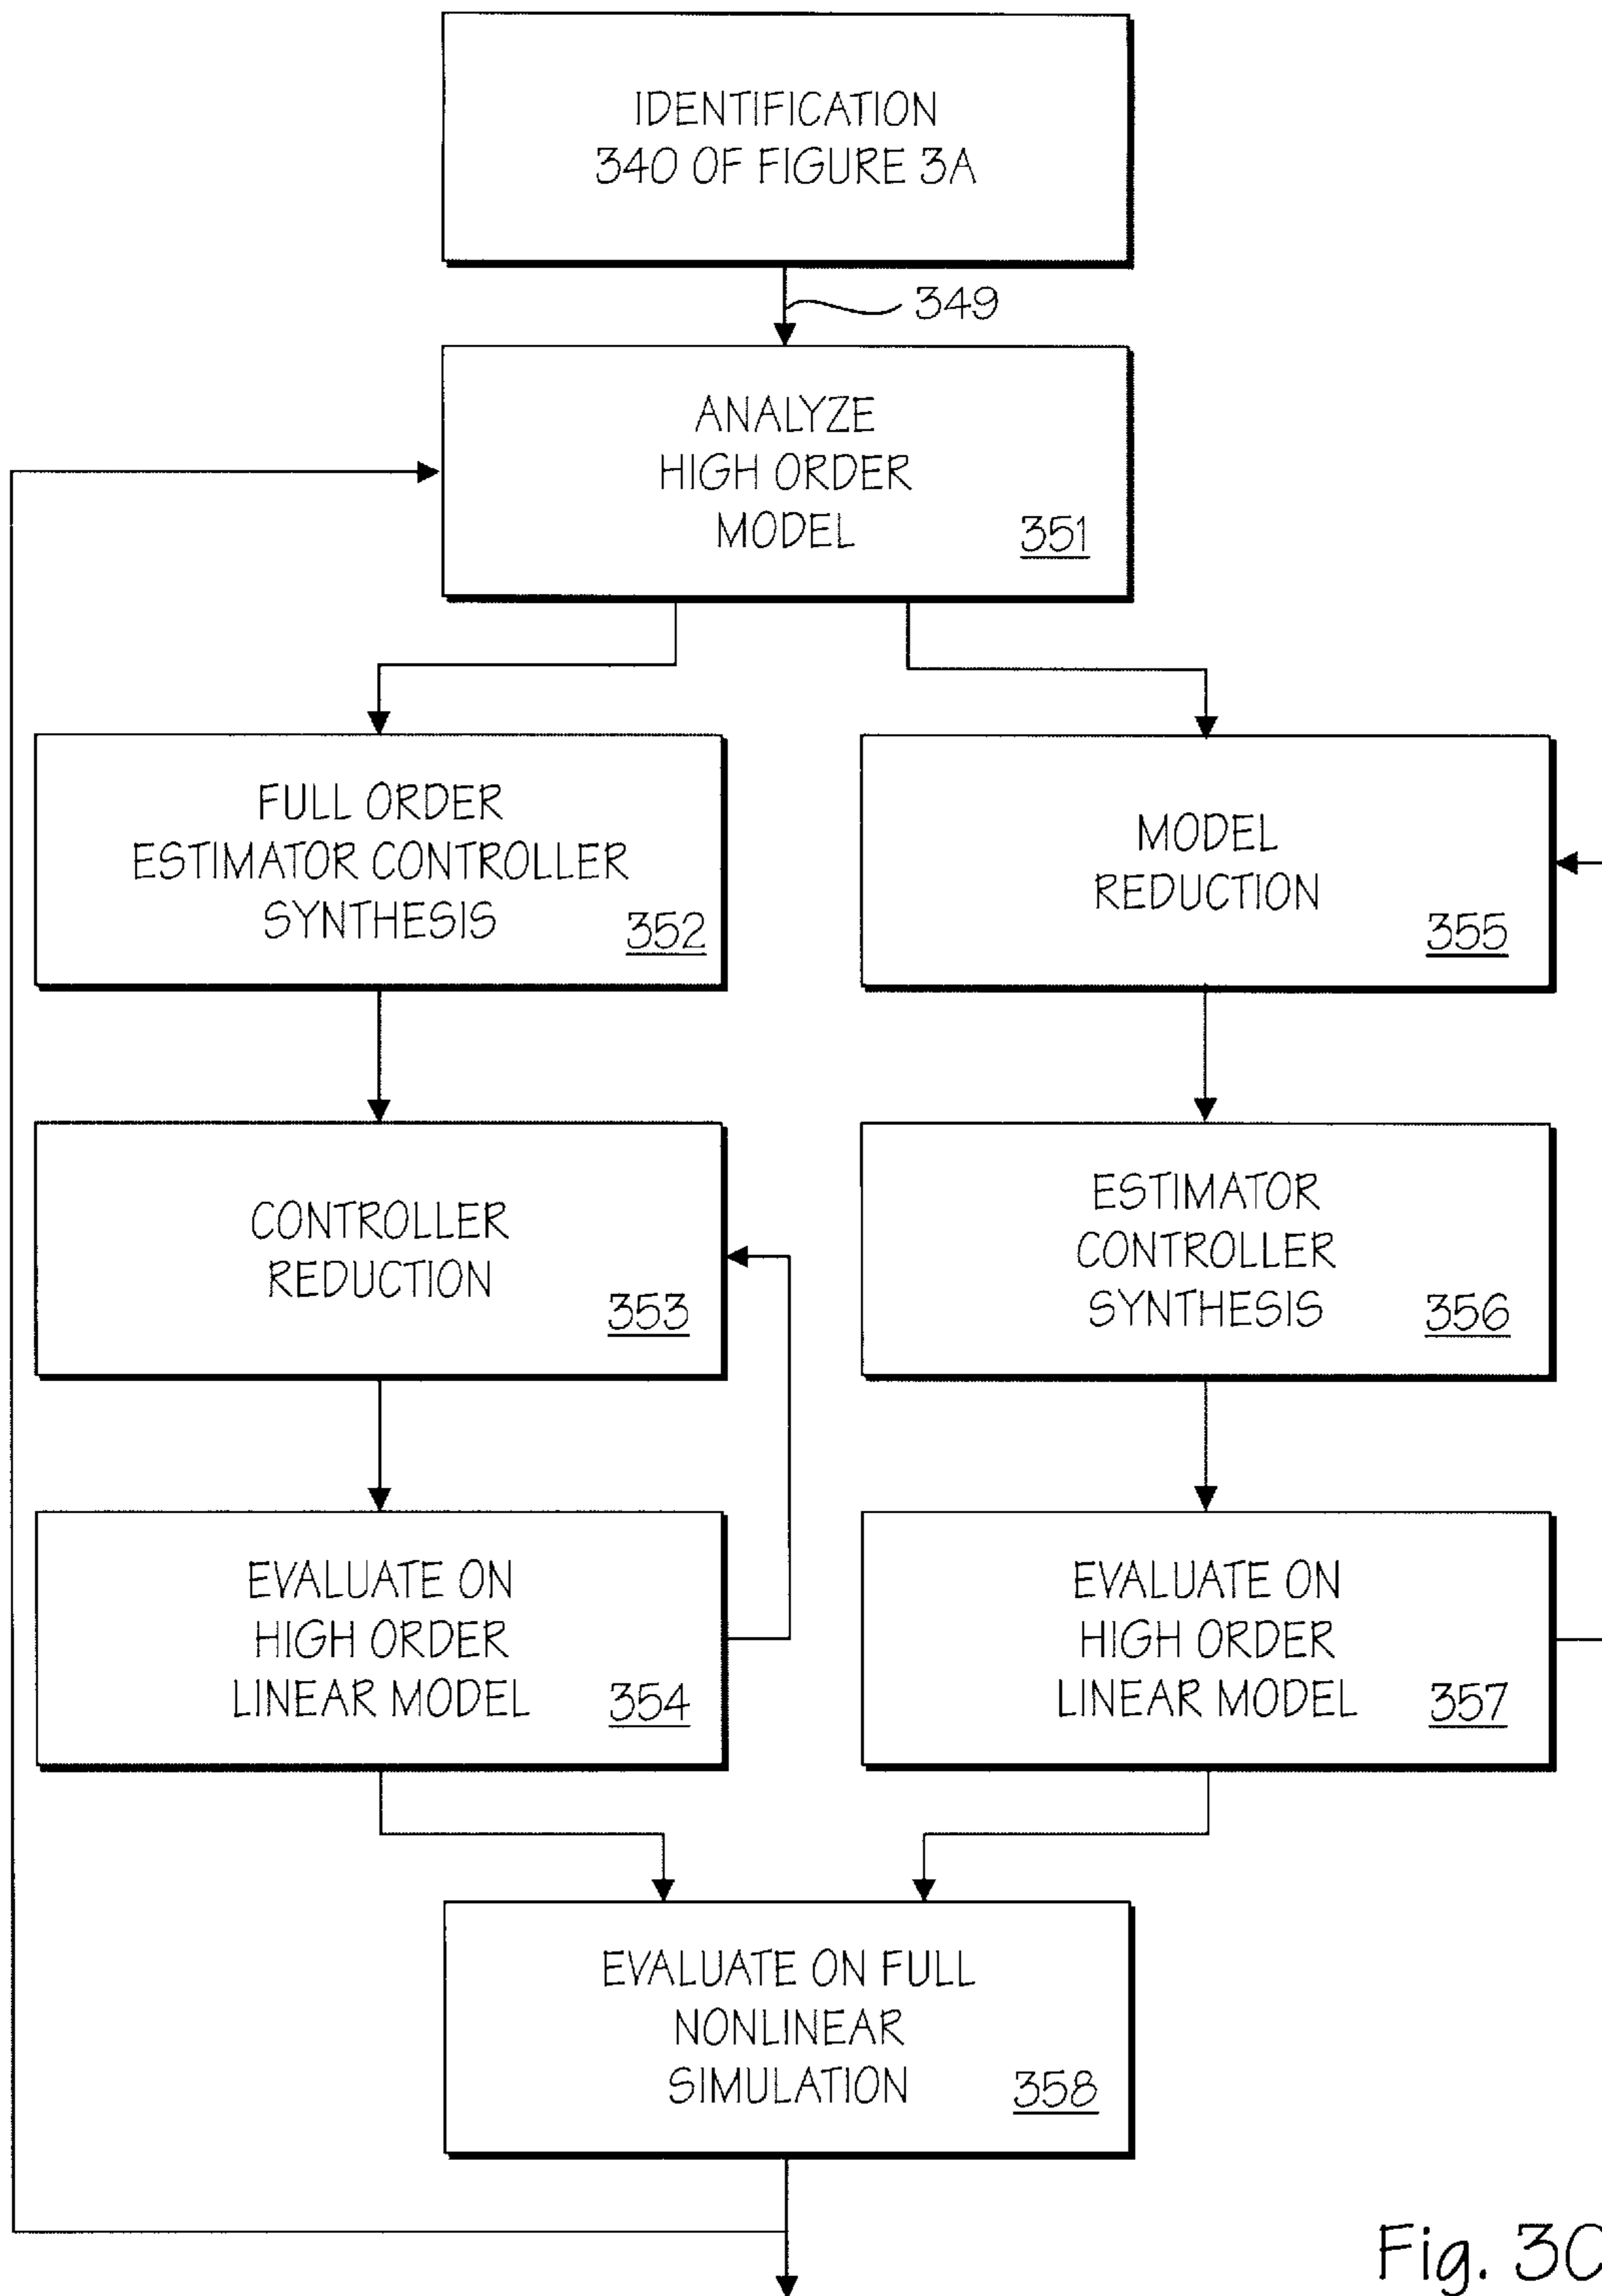 IDENTIFICATION
340 OF FIGURE 3A
349
ANALYZE
HIGH ORDER
MODEL
351
FULL ORDER
ESTIMATOR CONTROLLER
SYNTHESIS
352
MODEL
REDUCTION
355
CONTROLLER
REDUCTION
353
ESTIMATOR
CONTROLLER
SYNTHESIS
356
EVALUATE ON
HIGH ORDER
LINEAR MODEL
354
EVALUATE ON
HIGH ORDER
LINEAR MODEL
357
EVALUATE ON FULL
NONLINEAR
SIMULATION
358
Fig. 3C